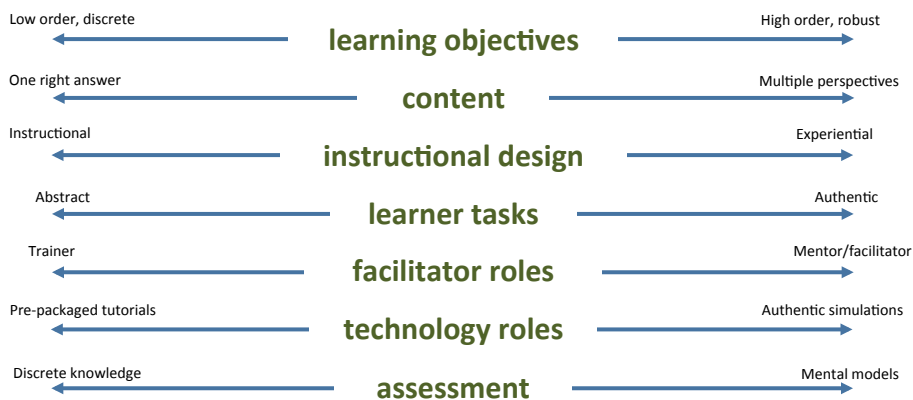 Low order, discrete
High order, robust
learning objectives
One right answer
Multiple perspectives
content
Instructional
Experiential
instructional design
Abstract
Authentic
learner tasks
Trainer
Mentor/facilitator
facilitator roles
Pre-packaged tutorials
Authentic simulations
technology roles
Discrete knowledge
Mental models
assessment